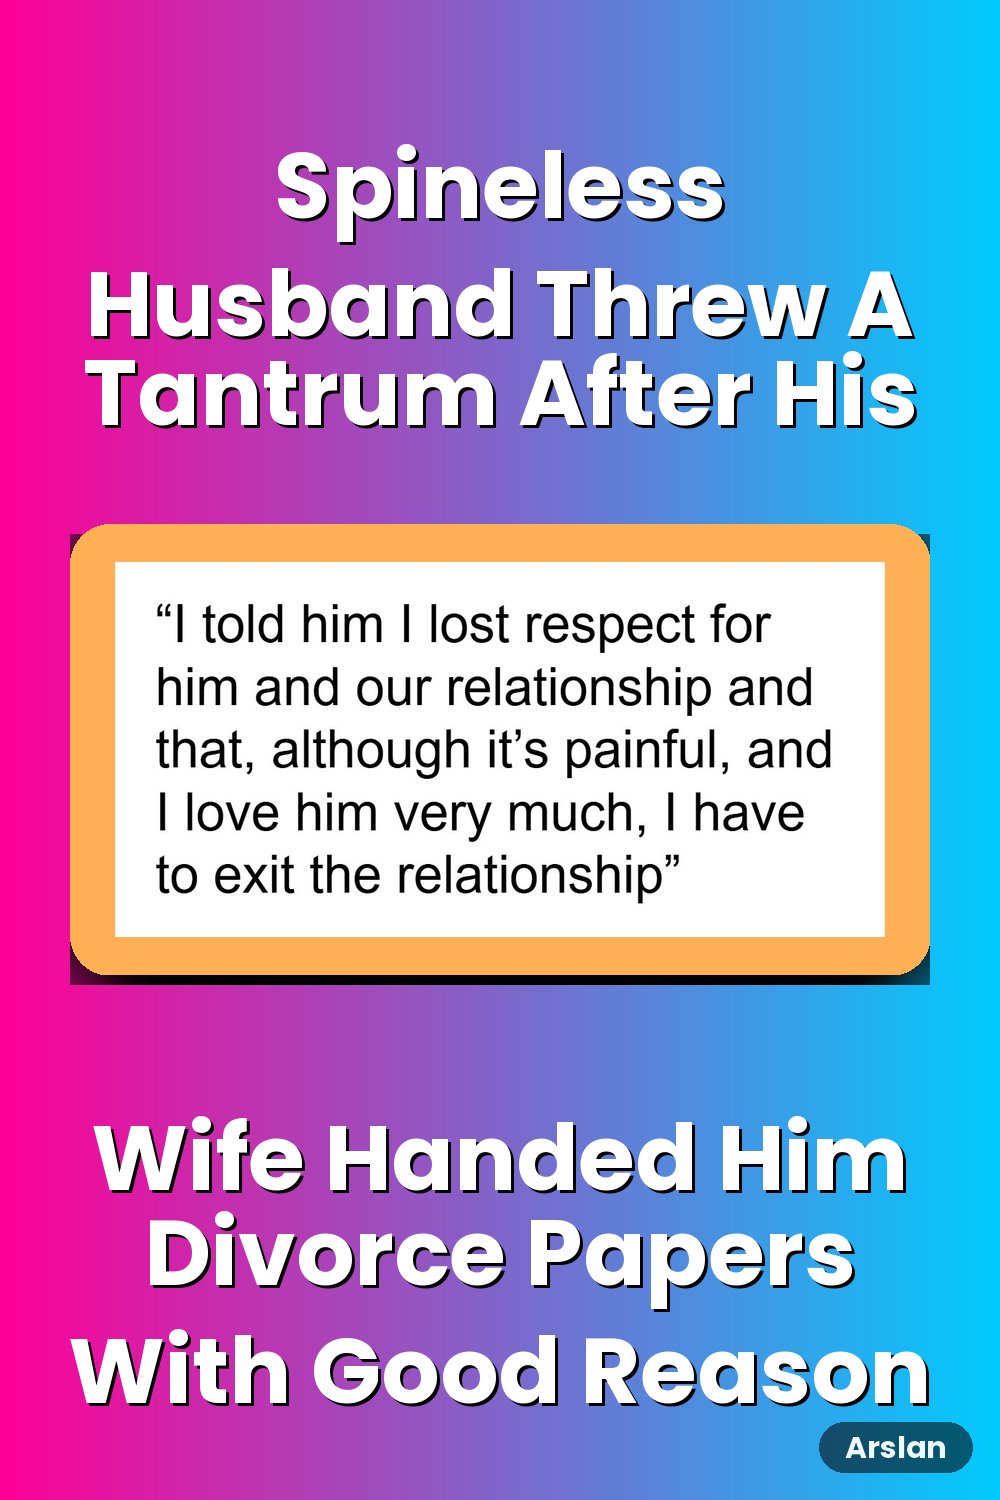 Spineless
Husband Threw A
Tantrum After His
“I told him I lost respect for
him and our relationship and
that, although it’s painful, and
I love him very much, I have
to exit the relationship”
Wife Handed Him
Divorce Papers
With Good Reason
Arslan